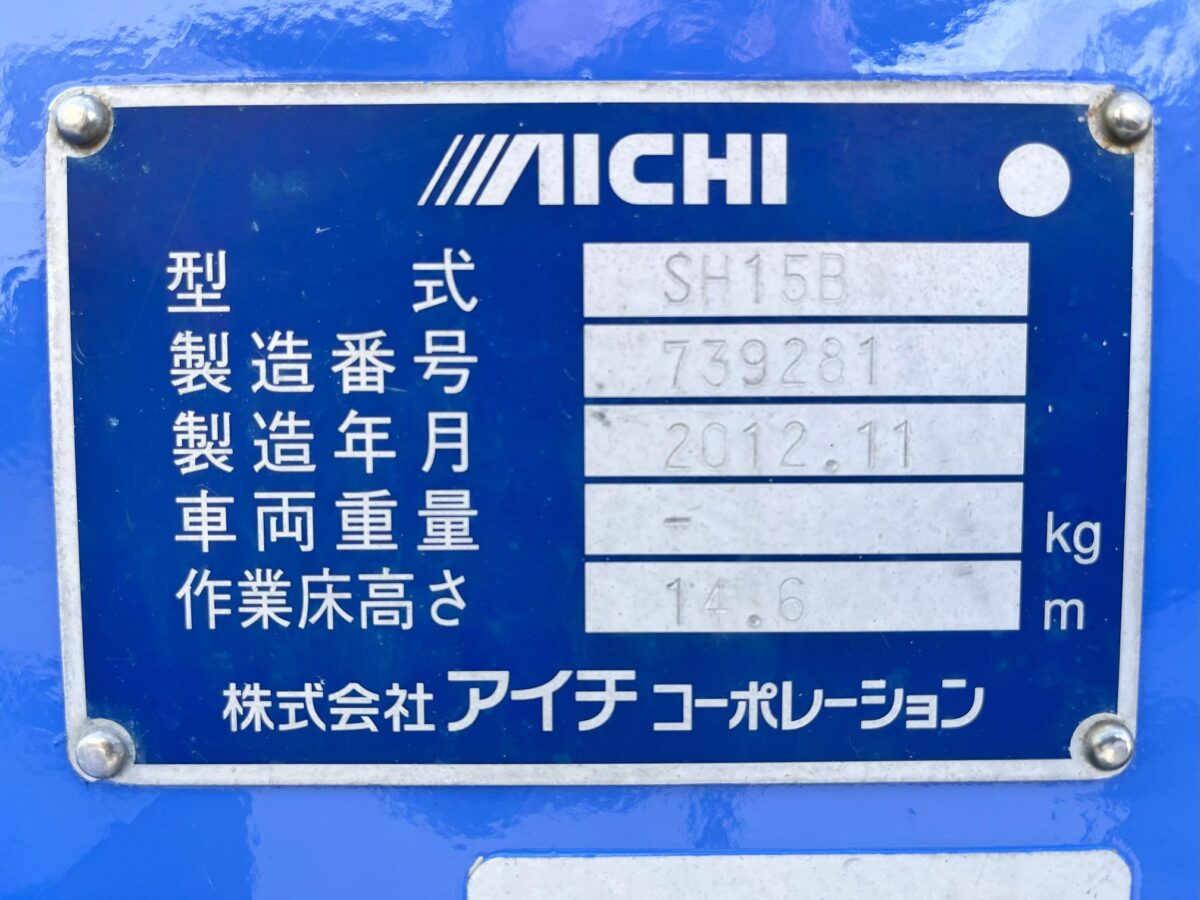 AICHI
型式 SH15B
製造番号 739281
製造年月 2012.11
車両重量 - kg
作業床高さ 14.6 m
株式会社アイチコーポレーション